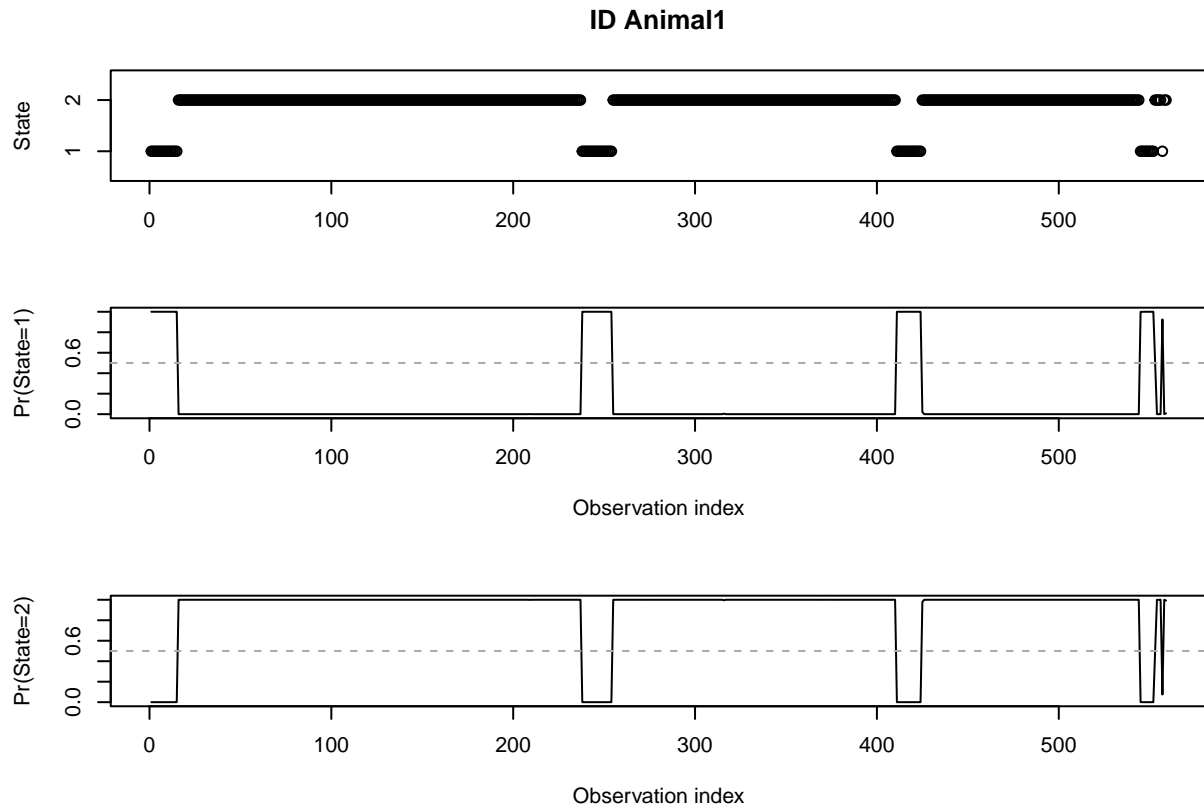 ID Animal1
State
2
1
0 100 200 300 400 500
Pr(State=1)
0.6
0.0
0 100 200 300 400 500
Observation index
Pr(State=2)
0.6
0.0
0 100 200 300 400 500
Observation index